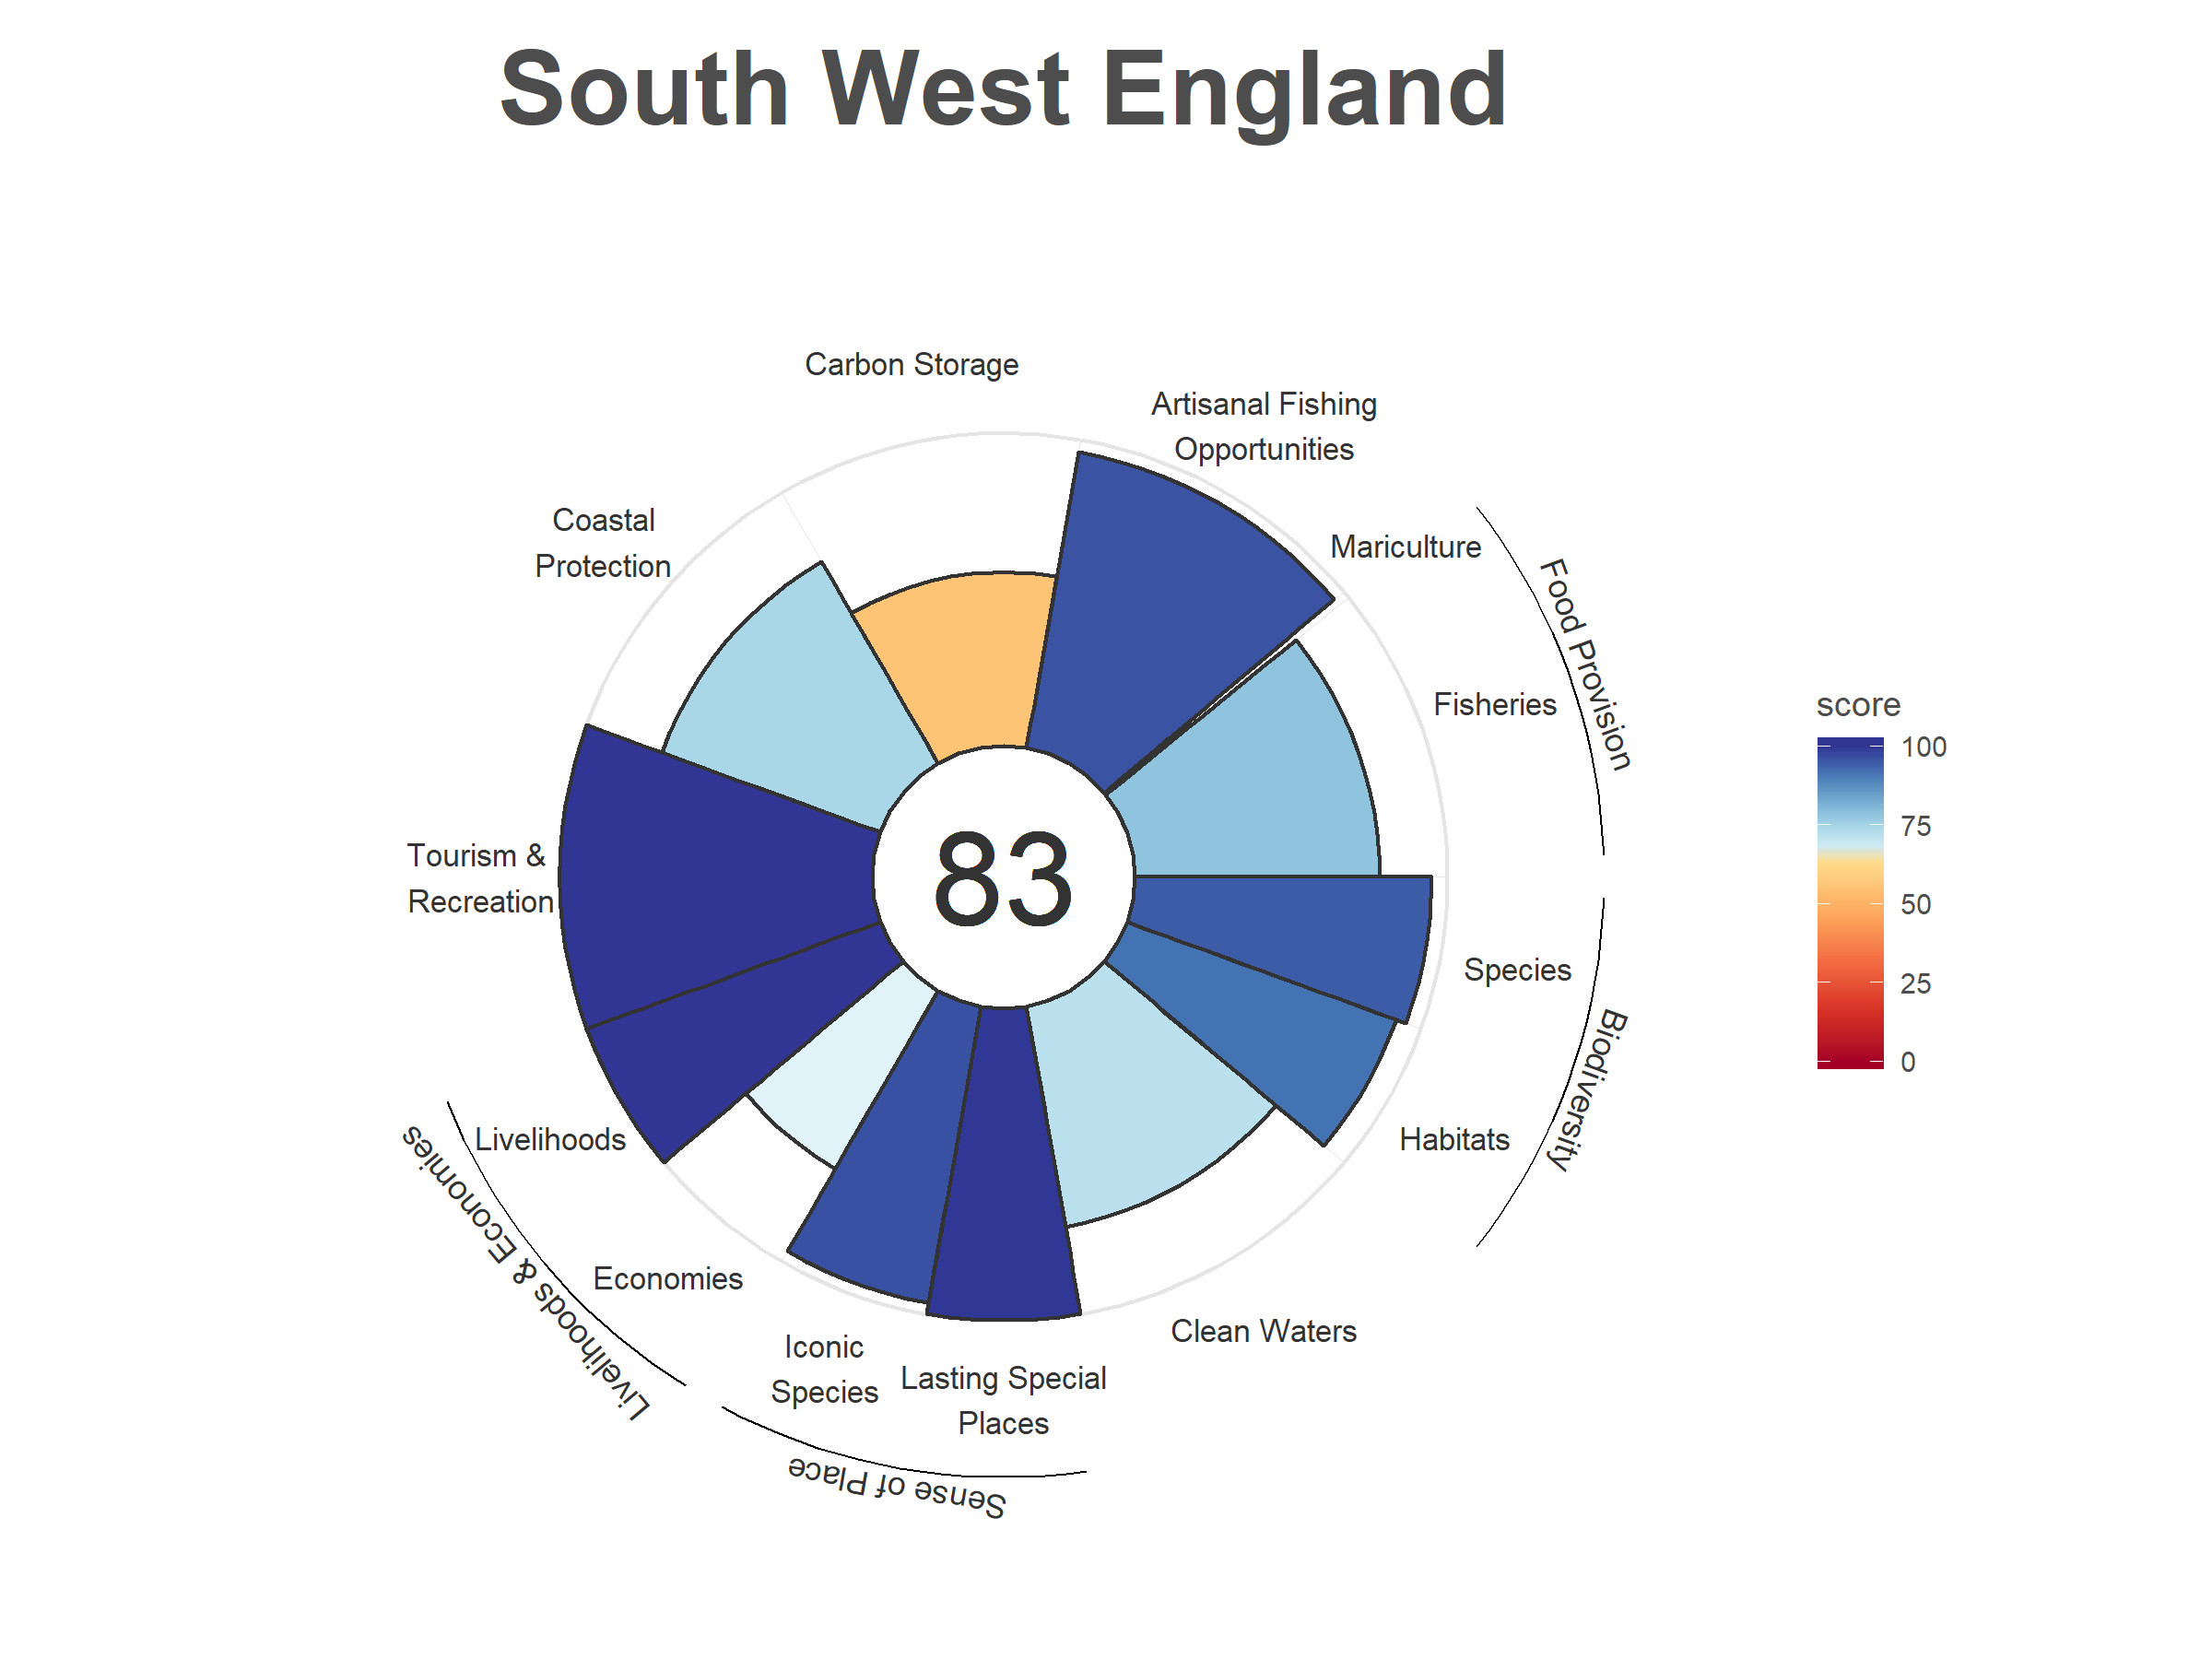 South West England
Carbon Storage
Artisanal Fishing
Opportunities
Mariculture
Fisheries
Food Provision
Species
Habitats
Biodiversity
Clean Waters
Lasting Special
Places
Iconic
Species
Sense of Place
Economies
Livelihoods
Livelihoods & Economies
Tourism &
Recreation
Coastal
Protection
83
score
100
75
50
25
0